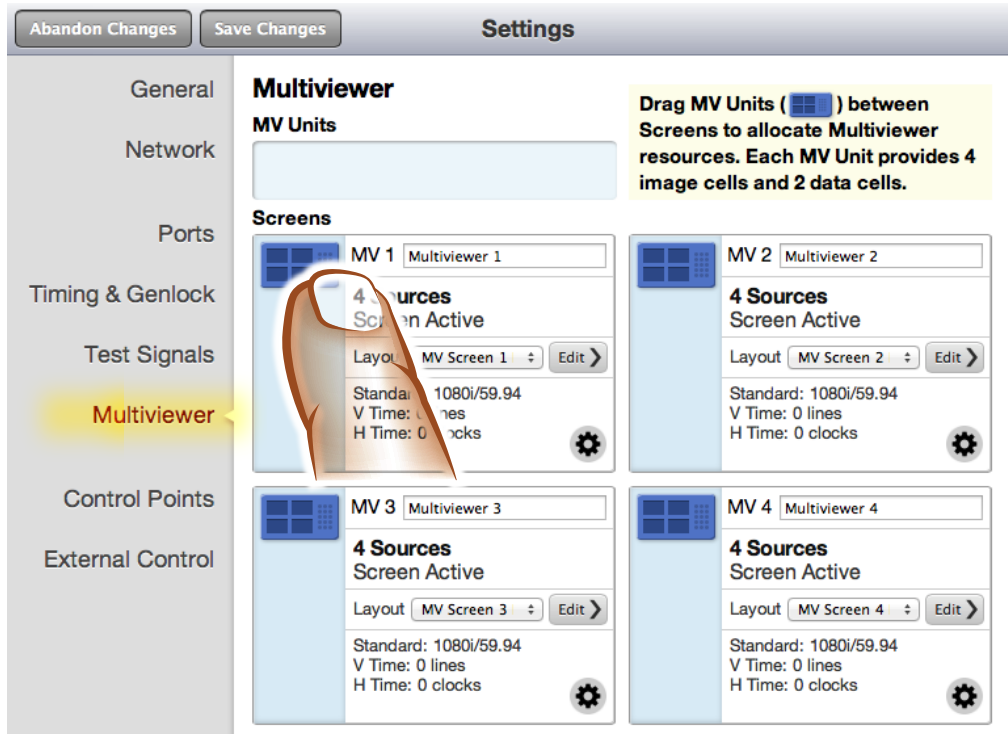 Abandon Changes
Save Changes
Settings
General
Network
Ports
Timing & Genlock
Test Signals
Multiviewer
Control Points
External Control
Multiviewer
MV Units
Drag MV Units ( ) between
Screens to allocate Multiviewer
resources. Each MV Unit provides 4
image cells and 2 data cells.
Screens
MV 1 Multiviewer 1
4 Sources
Screen Active
Layout MV Screen 1 Edit
Standard: 1080i/59.94
V Time: 0 lines
H Time: 0 clocks
MV 2 Multiviewer 2
4 Sources
Screen Active
Layout MV Screen 2 Edit
Standard: 1080i/59.94
V Time: 0 lines
H Time: 0 clocks
MV 3 Multiviewer 3
4 Sources
Screen Active
Layout MV Screen 3 Edit
Standard: 1080i/59.94
V Time: 0 lines
H Time: 0 clocks
MV 4 Multiviewer 4
4 Sources
Screen Active
Layout MV Screen 4 Edit
Standard: 1080i/59.94
V Time: 0 lines
H Time: 0 clocks